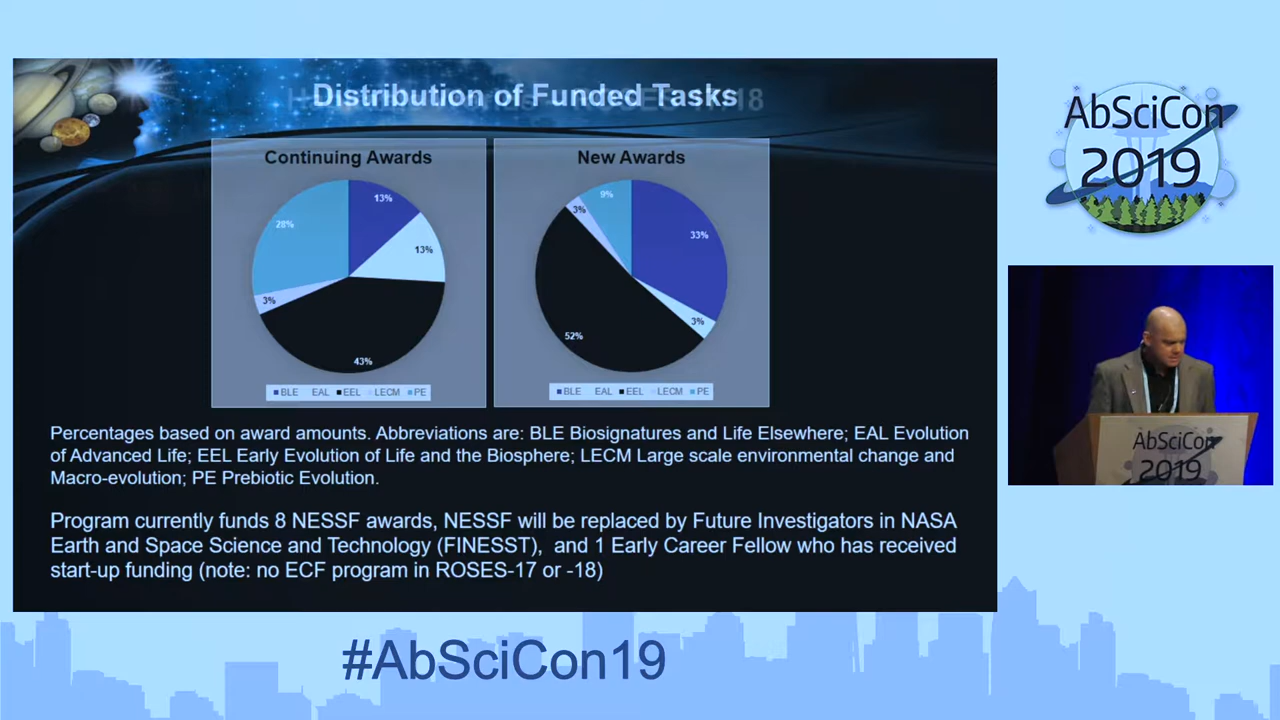 Distribution of Funded Tasks
Continuing Awards
13%
13%
43%
3%
28%
BLE EAL EEL LECM PE
New Awards
33%
3%
52%
3%
9%
BLE EAL EEL LECM PE
Percentages based on award amounts. Abbreviations are: BLE Biosignatures and Life Elsewhere; EAL Evolution
of Advanced Life; EEL Early Evolution of Life and the Biosphere; LECM Large scale environmental change and
Macro-evolution; PE Prebiotic Evolution.
Program currently funds 8 NESSF awards, NESSF will be replaced by Future Investigators in NASA
Earth and Space Science and Technology (FINESST), and 1 Early Career Fellow who has received
start-up funding (note: no ECF program in ROSES-17 or -18)
AbSciCon
2019
AbSciCon
2019
#AbSciCon19